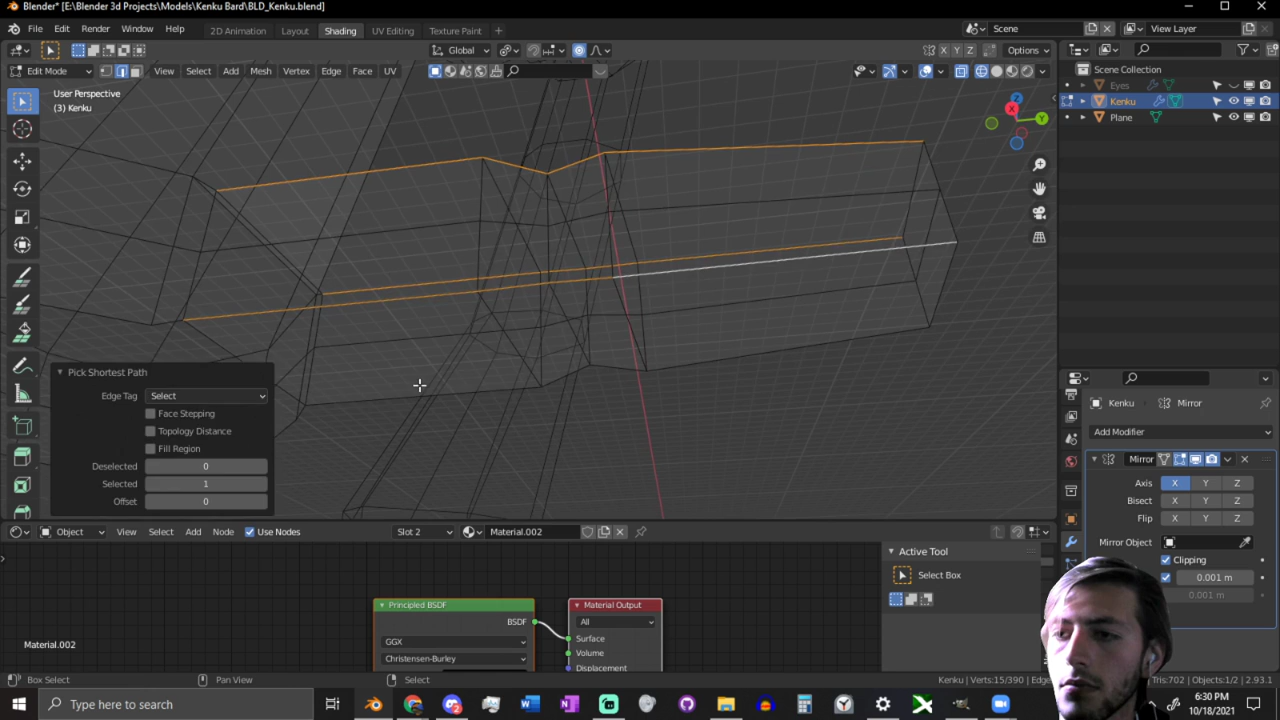 Blender* [E:\Blender 3d Projects\Models\Kenku Bard\BLD_Kenku.blend]
File Edit Render Window Help 2D Animation Layout Shading UV Editing Texture Paint + Scene View Layer
Global X Y Z Options
Edit Mode View Select Add Mesh Vertex Edge Face UV
Scene Collection
User Perspective
(3) Kenku
Eyes
Kenku
Plane
Z
X
Y
Pick Shortest Path
Edge Tag Select
Face Stepping
Topology Distance
Fill Region
Deselected 0
Selected 1
Offset 0
Kenku Mirror
Add Modifier
Mirror
Axis X Y Z
Bisect X Y Z
Flip X Y Z
Mirror Object
Clipping
0.001 m
0.001 m
Object View Select Add Node Use Nodes Slot 2 Material.002
Active Tool
Select Box
Principled BSDF
BSDF
GGX
Christensen-Burley
Material Output
All
Surface
Volume
Displacement
Material.002
Box Select Pan View Select Kenku | Verts:15/390 | Edge Tris:702 | Objects:1/2 | 2.93.1
Type here to search
6:30 PM
10/18/2021